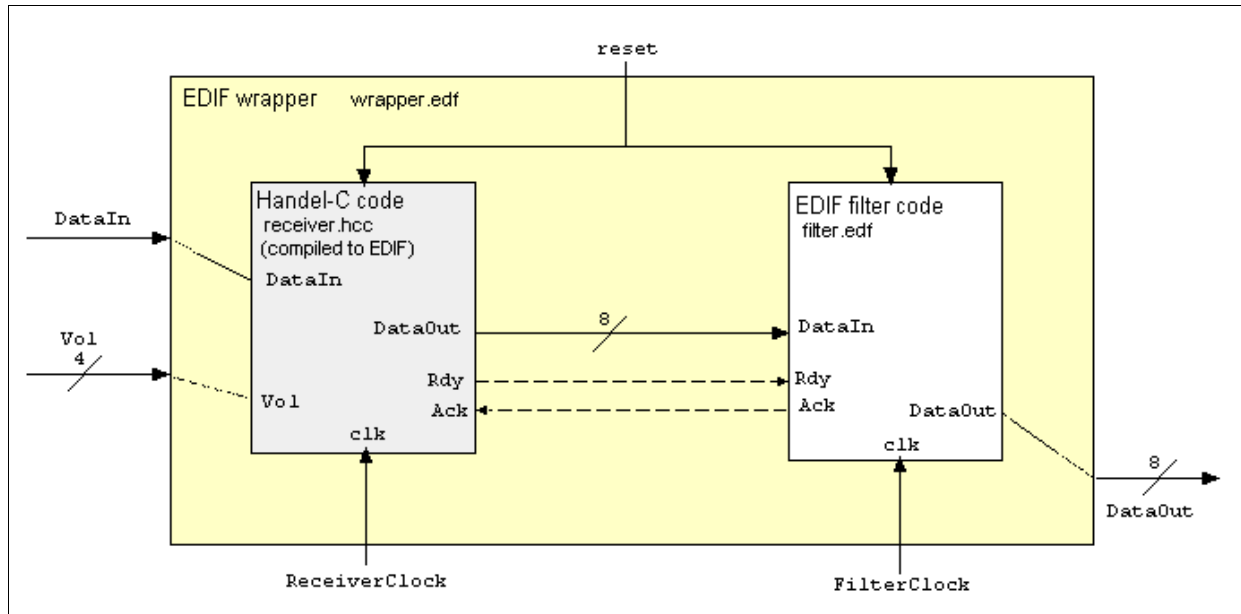 reset
EDIF wrapper wrapper.edf
Handel-C code
receiver.hcc
(compiled to EDIF)
EDIF filter code
filter.edf
DataIn
DataIn
Vol
4
Vol
DataOut
8
DataIn
Rdy
Rdy
Ack
Ack
DataOut
clk
clk
8
DataOut
ReceiverClock
FilterClock